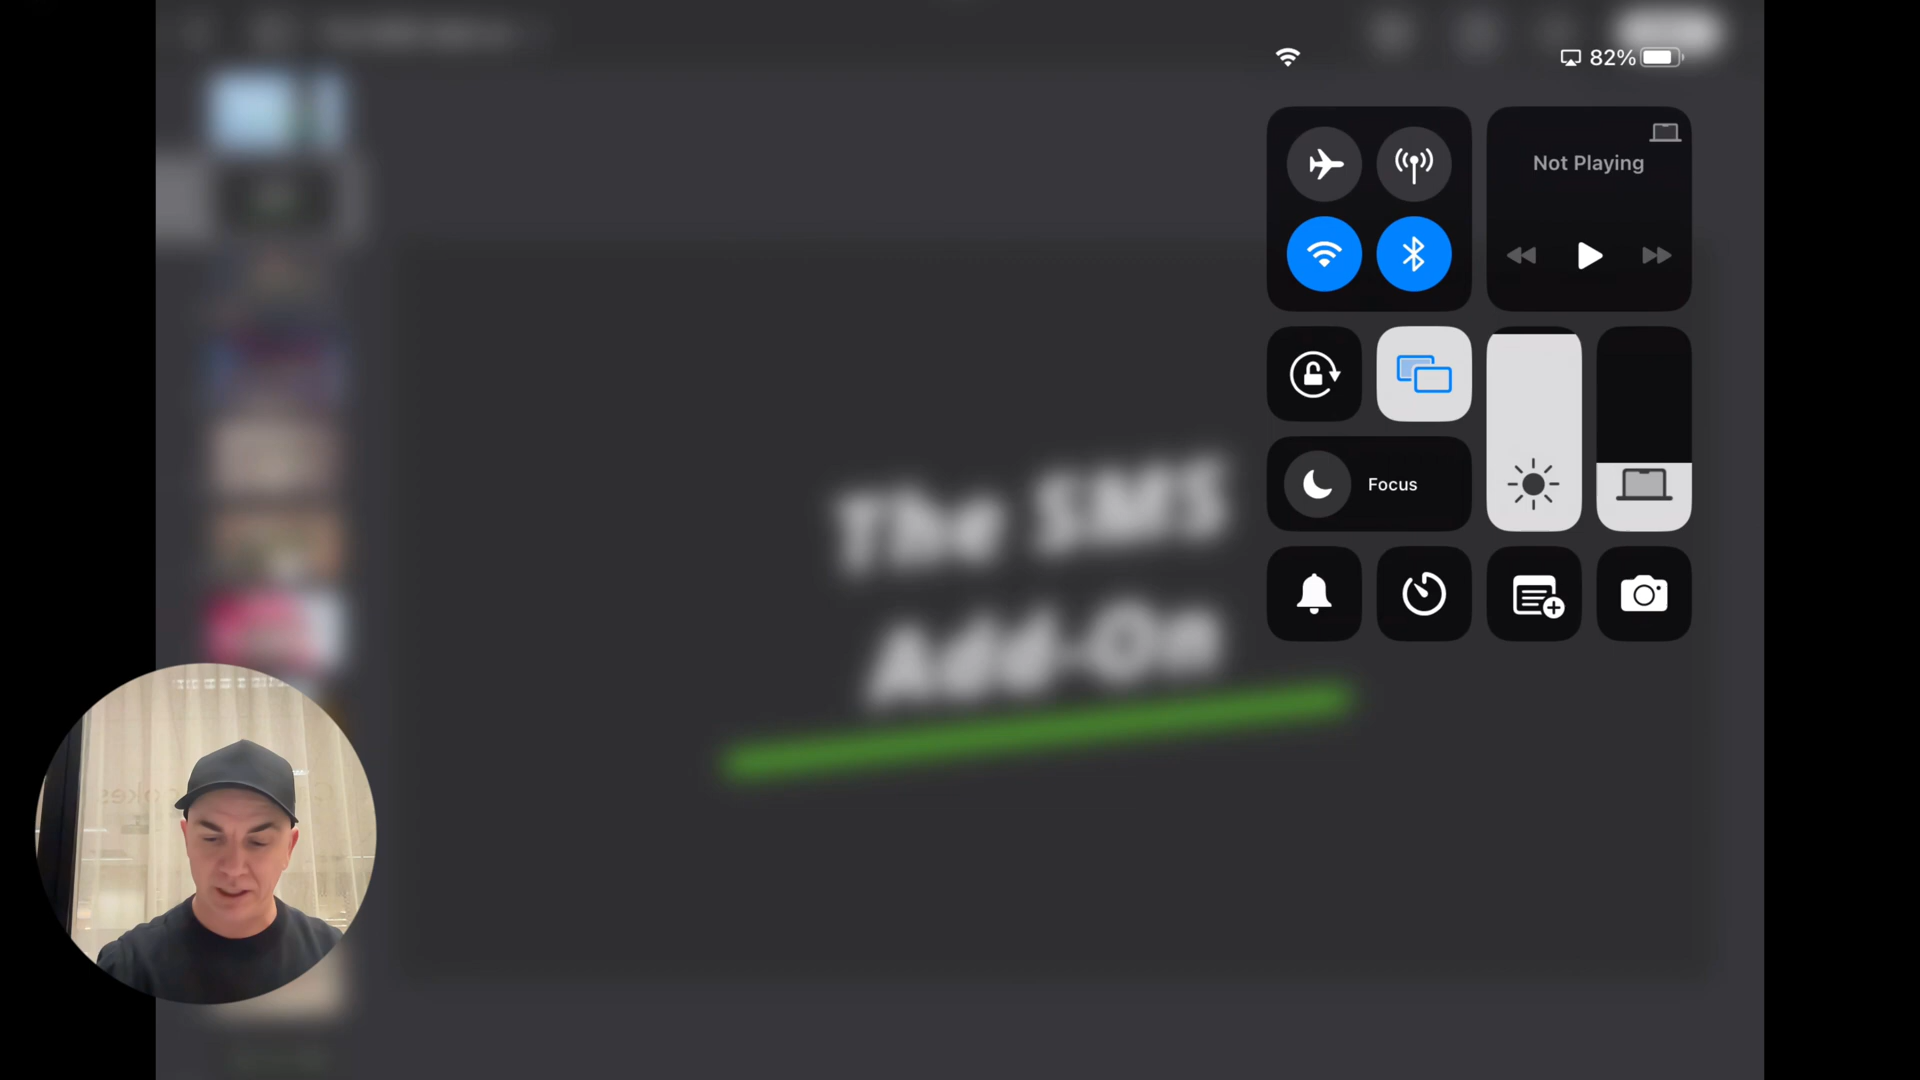 82%
Not Playing
Focus
The SMS
Add-On